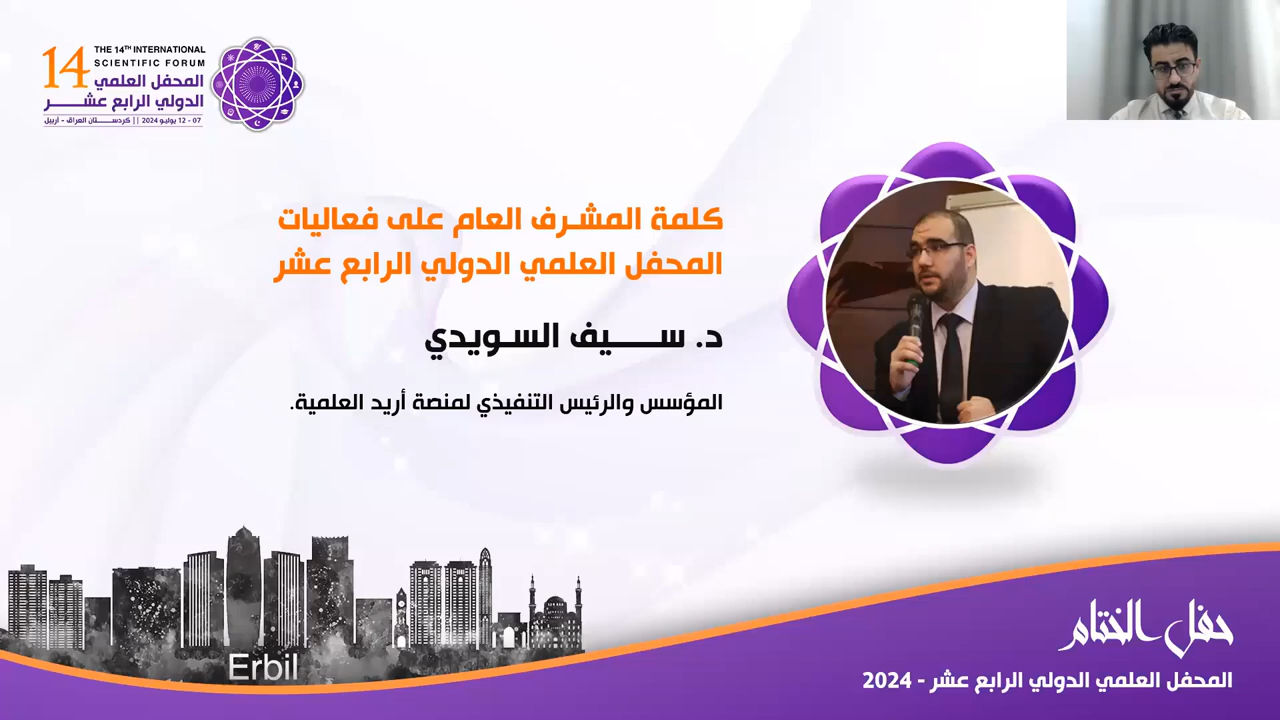 14
THE 14TH INTERNATIONAL
SCIENTIFIC FORUM
المحفل العلمي
الدولي الرابع عشر
07 - 12 يوليو 2024 || كردستان العراق - أربيل
كلمة المشرف العام على فعاليات
المحفل العلمي الدولي الرابع عشر
د. سيف السويدي
المؤسس والرئيس التنفيذي لمنصة أريد العلمية.
Erbil
حفل الختام
المحفل العلمي الدولي الرابع عشر - 2024